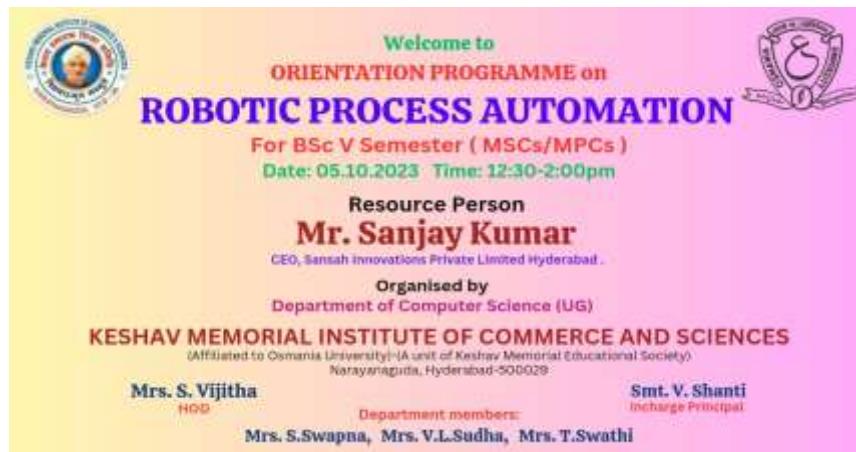 Welcome to
ORIENTATION PROGRAMME on
ROBOTIC PROCESS AUTOMATION
For BSc V Semester ( MSCs/MPCs )
Date: 05.10.2023 Time: 12:30-2:00pm
Resource Person
Mr. Sanjay Kumar
CEO, Sansah Innovations Private Limited Hyderabad .
Organised by
Department of Computer Science (UG)
KESHAV MEMORIAL INSTITUTE OF COMMERCE AND SCIENCES
(Affiliated to Osmania University)-(A unit of Keshav Memorial Educational Society)
Narayanaguda, Hyderabad-500029
Mrs. S. Vijitha
HOD
Smt. V. Shanti
Incharge Principal
Department members:
Mrs. S.Swapna, Mrs. V.L.Sudha, Mrs. T.Swathi